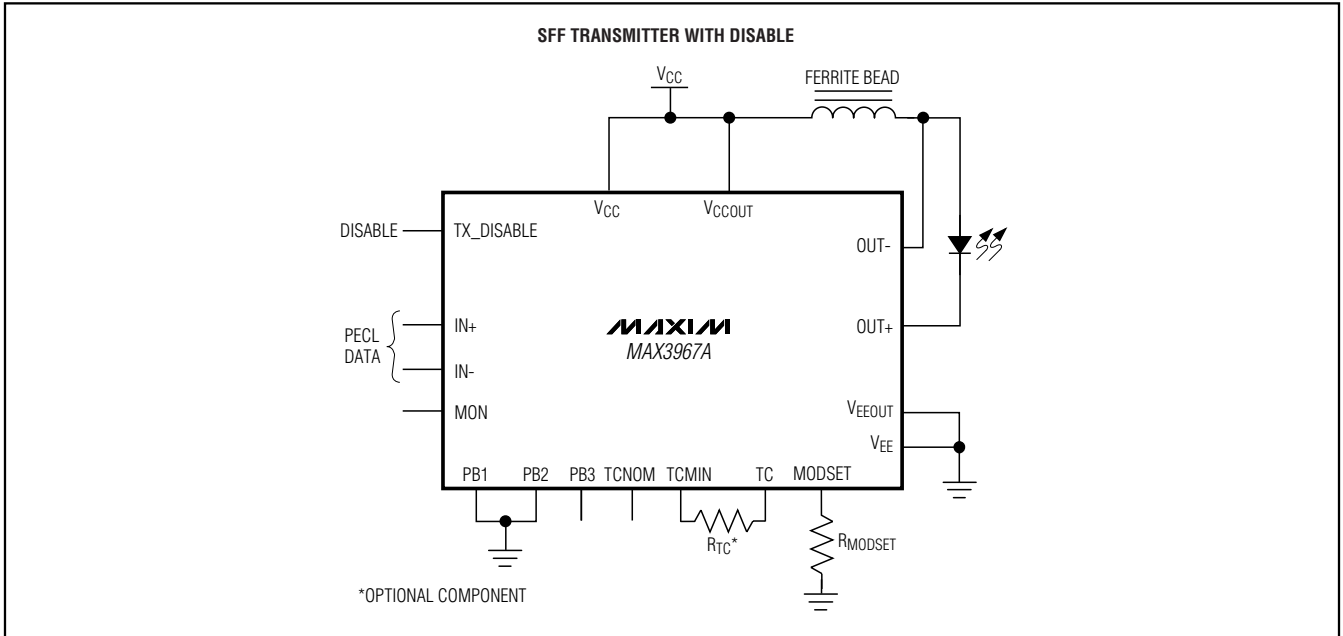 SFF TRANSMITTER WITH DISABLE
VCC
FERRITE BEAD
VCC
VCCOUT
DISABLE
TX_DISABLE
OUT-
PECL
DATA
IN+
MAXIM
MAX3967A
OUT+
IN-
MON
VEEOUT
VEE
PB1
PB2
PB3
TCNOM
TCMIN
TC
MODSET
RTC*
RMODSET
*OPTIONAL COMPONENT